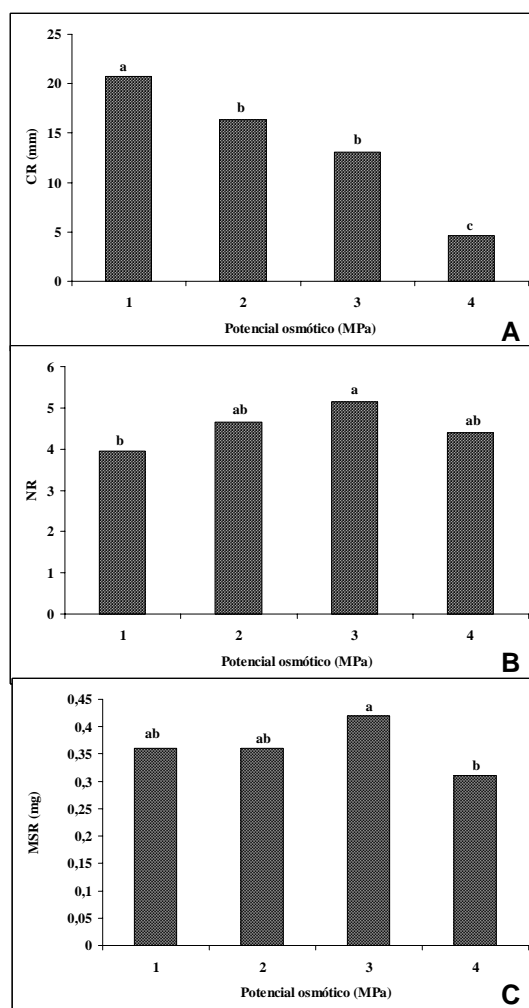 25
a
20
b
15
b
CR (mm)
10
c
5
0
1 2 3 4
Potencial osmótico (MPa)
A
6
a
5
ab
ab
b
4
NR
3
2
1
0
1 2 3 4
Potencial osmótico (MPa)
B
0,45
a
0,4
ab ab
0,35
b
0,3
MSR (mg)
0,25
0,2
0,15
0,1
0,05
0
1 2 3 4
Potencial osmótico (MPa)
C